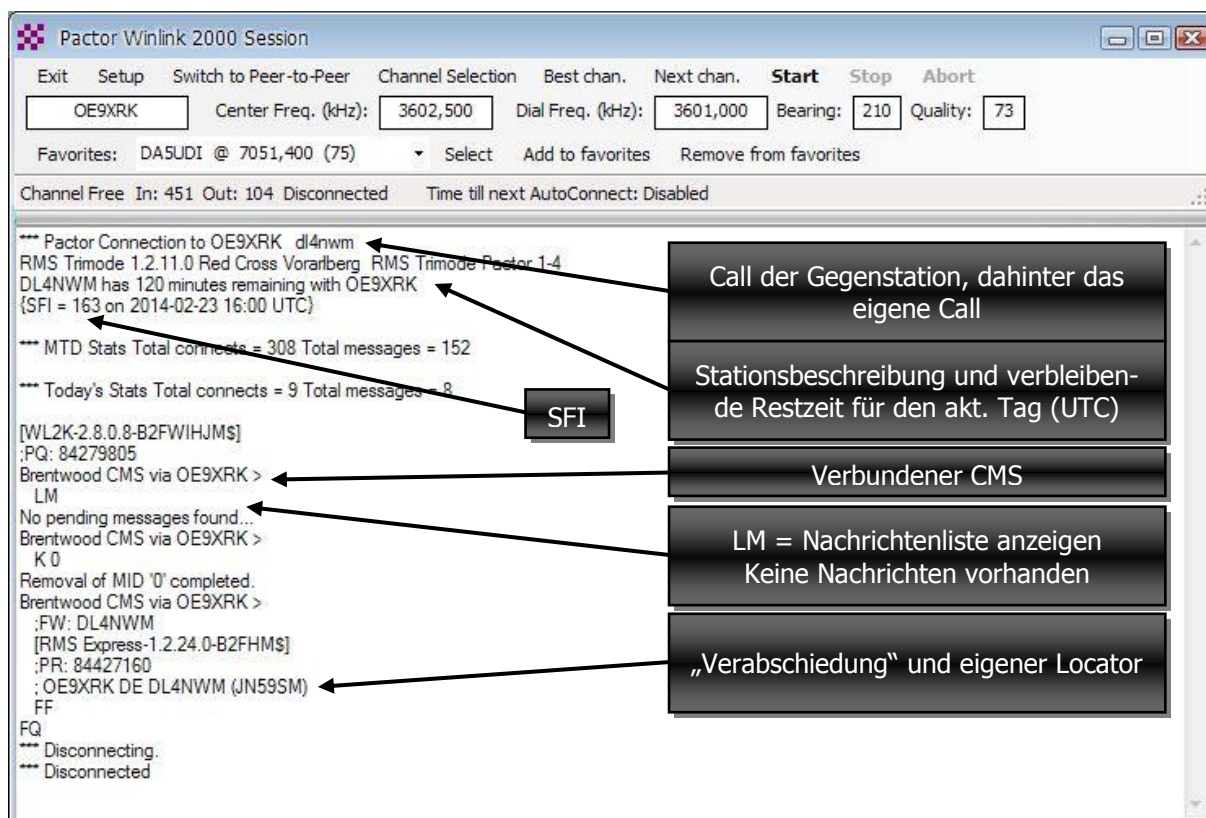 Pactor Winlink 2000 Session
Exit Setup Switch to Peer-to-Peer Channel Selection Best chan. Next chan. Start Stop Abort
OE9XRK Center Freq. (kHz): 3602,500 Dial Freq. (kHz): 3601,000 Bearing: 210 Quality: 73
Favorites: DA5UDI @ 7051,400 (75) Select Add to favorites Remove from favorites
Channel Free In: 451 Out: 104 Disconnected Time till next AutoConnect: Disabled
*** Pactor Connection to OE9XRK dl4nwm
RMS Trimode 1.2.11.0 Red Cross Vorarlberg RMS Trimode Pactor 1-4
DL4NWM has 120 minutes remaining with OE9XRK
{SFI = 163 on 2014-02-23 16:00 UTC}
*** MTD Stats Total connects = 308 Total messages = 152
*** Today's Stats Total connects = 9 Total messages = 8
[WL2K-2.8.0.8-B2FWIHJM$]
;PQ: 84279805
Brentwood CMS via OE9XRK >
LM
No pending messages found...
Brentwood CMS via OE9XRK >
K 0
Removal of MID '0' completed.
Brentwood CMS via OE9XRK >
;FW: DL4NWM
[RMS Express-1.2.24.0-B2FHM$]
;PR: 84427160
; OE9XRK DE DL4NWM (JN59SM)
FF
FQ
*** Disconnecting.
*** Disconnected
Call der Gegenstation, dahinter das
eigene Call
Stationsbeschreibung und verbleiben-
de Restzeit für den akt. Tag (UTC)
SFI
Verbundener CMS
LM = Nachrichtenliste anzeigen
Keine Nachrichten vorhanden
„Verabschiedung“ und eigener Locator